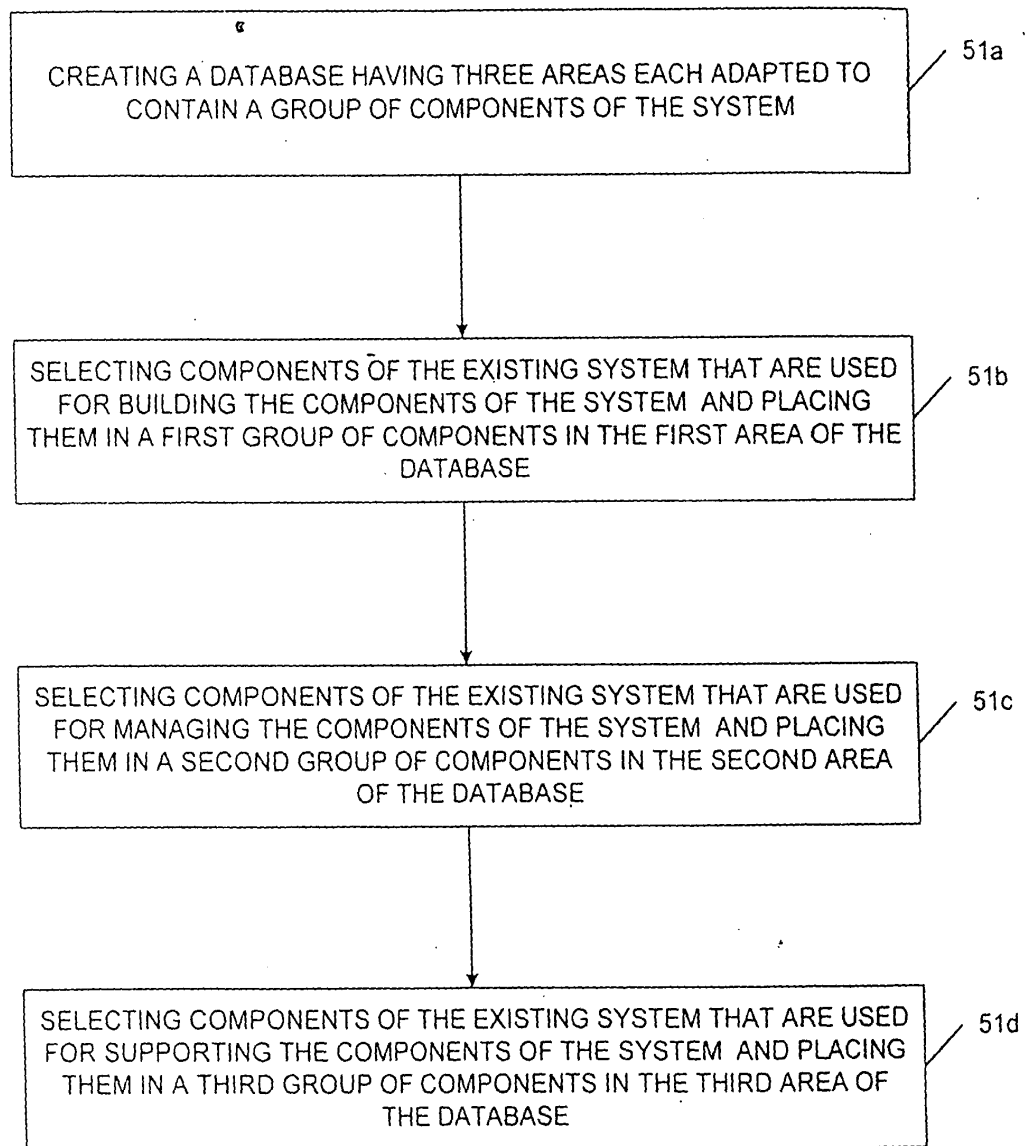 CREATING A DATABASE HAVING THREE AREAS EACH ADAPTED TO
CONTAIN A GROUP OF COMPONENTS OF THE SYSTEM
51a
SELECTING COMPONENTS OF THE EXISTING SYSTEM THAT ARE USED
FOR BUILDING THE COMPONENTS OF THE SYSTEM AND PLACING
THEM IN A FIRST GROUP OF COMPONENTS IN THE FIRST AREA OF THE
DATABASE
51b
SELECTING COMPONENTS OF THE EXISTING SYSTEM THAT ARE USED
FOR MANAGING THE COMPONENTS OF THE SYSTEM AND PLACING
THEM IN A SECOND GROUP OF COMPONENTS IN THE SECOND AREA
OF THE DATABASE
51c
SELECTING COMPONENTS OF THE EXISTING SYSTEM THAT ARE USED
FOR SUPPORTING THE COMPONENTS OF THE SYSTEM AND PLACING
THEM IN A THIRD GROUP OF COMPONENTS IN THE THIRD AREA OF
THE DATABASE
51d